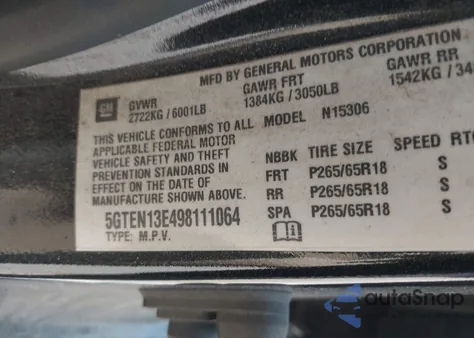 MFD BY GENERAL MOTORS CORPORATION
GM GVWR GAWR FRT GAWR RR
2722KG/6001LB 1384KG/3050LB 1542KG/
THIS VEHICLE CONFORMS TO ALL MODEL N15306
APPLICABLE FEDERAL MOTOR
VEHICLE SAFETY AND THEFT NBBK TIRE SIZE SPEED
PREVENTION STANDARDS FRT P265/65R18 S
IN EFFECT ON THE DATE OF RR P265/65R18 S
MANUFACTURE SHOWN ABOVE.
5GTEN13E498111064 SPA P265/65R18 S
TYPE: M.P.V.
autoSnap